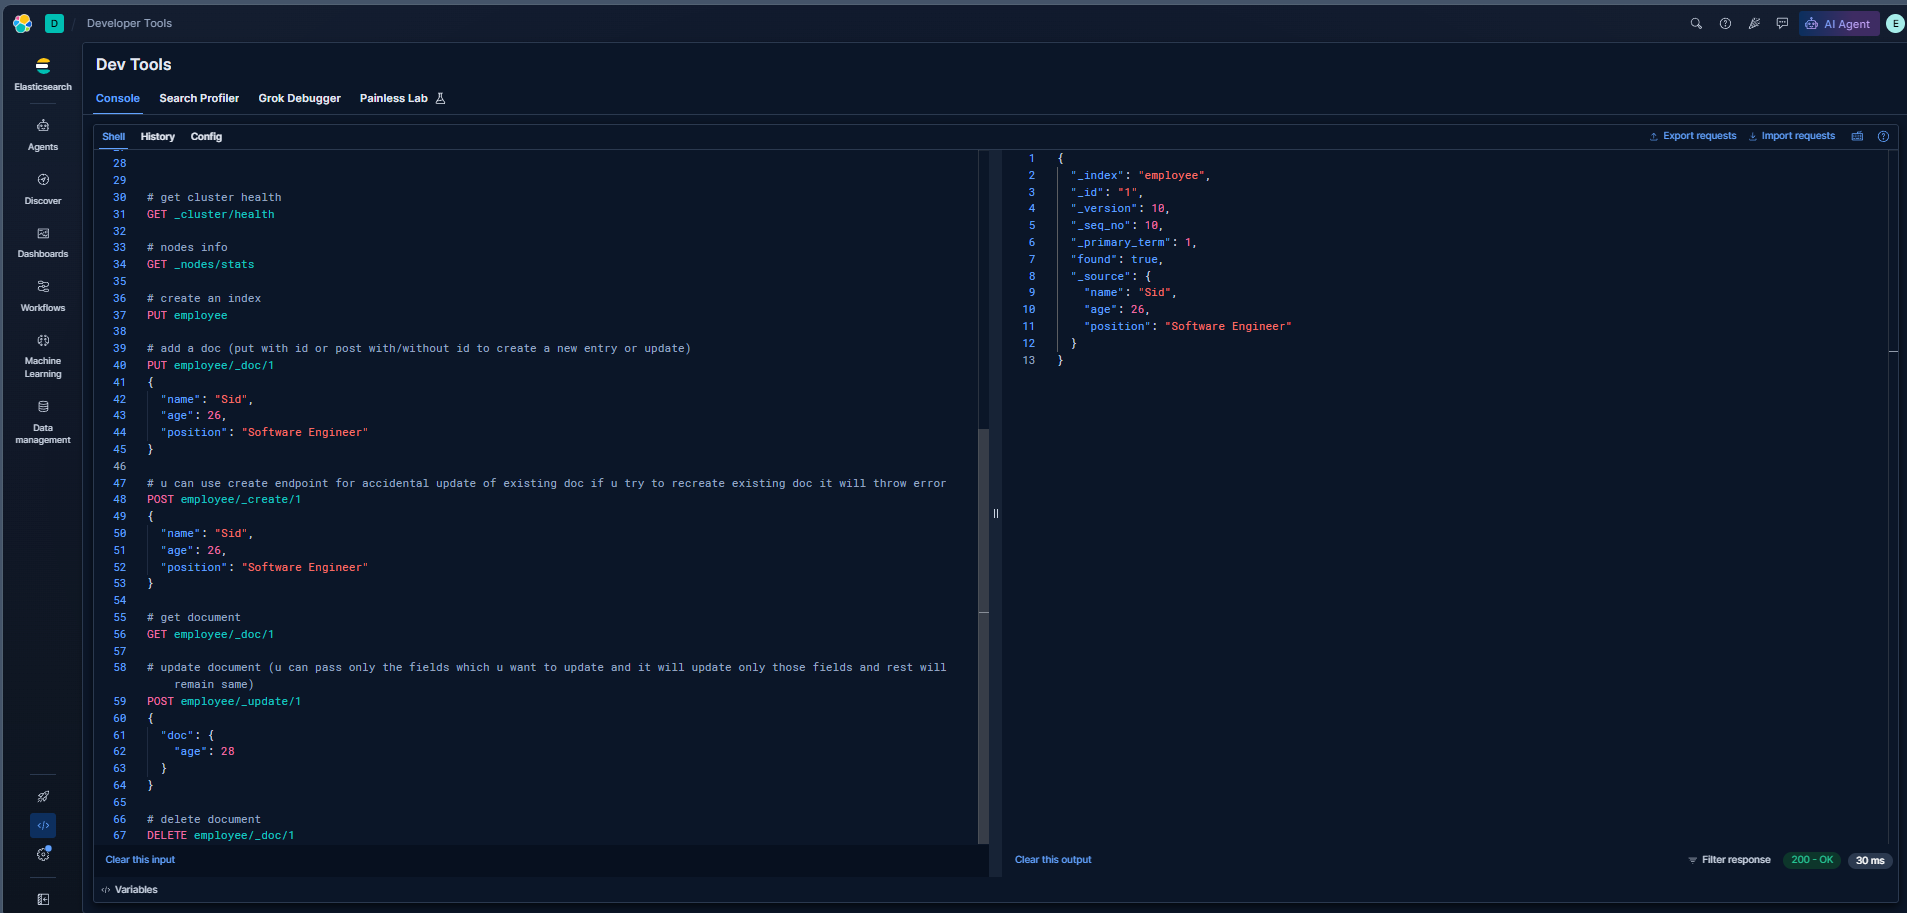 D / Developer Tools
AI Agent
E
Elasticsearch
Agents
Discover
Dashboards
Workflows
Machine
Learning
Data
management
Dev Tools
Console Search Profiler Grok Debugger Painless Lab
Shell History Config
Export requests Import requests
28
29
30 # get cluster health
31 GET _cluster/health
32
33 # nodes info
34 GET _nodes/stats
35
36 # create an index
37 PUT employee
38
39 # add a doc (put with id or post with/without id to create a new entry or update)
40 PUT employee/_doc/1
41 {
42 "name": "Sid",
43 "age": 26,
44 "position": "Software Engineer"
45 }
46
47 # u can use create endpoint for accidental update of existing doc if u try to recreate existing doc it will throw error
48 POST employee/_create/1
49 {
50 "name": "Sid",
51 "age": 26,
52 "position": "Software Engineer"
53 }
54
55 # get document
56 GET employee/_doc/1
57
58 # update document (u can pass only the fields which u want to update and it will update only those fields and rest will
remain same)
59 POST employee/_update/1
60 {
61 "doc": {
62 "age": 28
63 }
64 }
65
66 # delete document
67 DELETE employee/_doc/1
Clear this input
Variables
1 {
2 "_index": "employee",
3 "_id": "1",
4 "_version": 10,
5 "_seq_no": 10,
6 "_primary_term": 1,
7 "found": true,
8 "_source": {
9 "name": "Sid",
10 "age": 26,
11 "position": "Software Engineer"
12 }
13 }
Clear this output
Filter response 200 - OK 30 ms